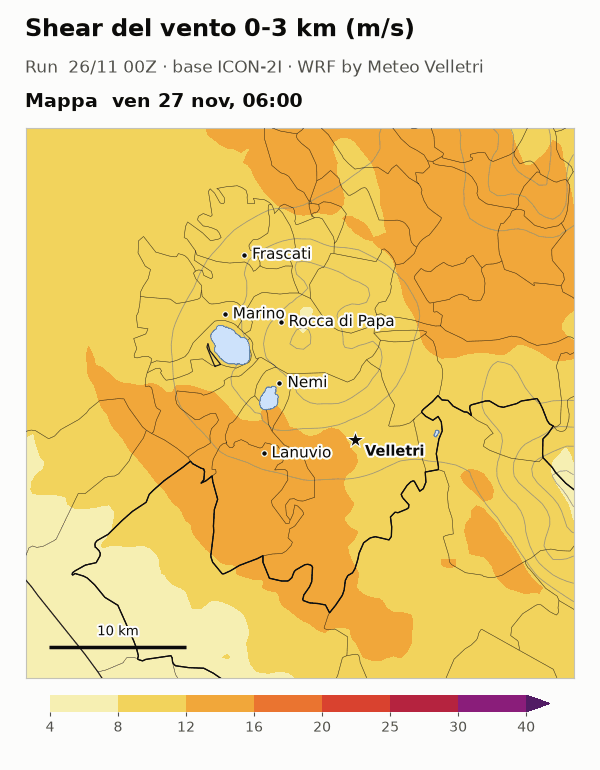 Shear del vento 0-3 km (m/s)
Run  26/11 00Z · base ICON-2I · WRF by Meteo Velletri
Mappa  ven 27 nov, 06:00
Frascati
Marino
Rocca di Papa
Nemi
Velletri
Lanuvio
10 km
4 8 12 16 20 25 30 40